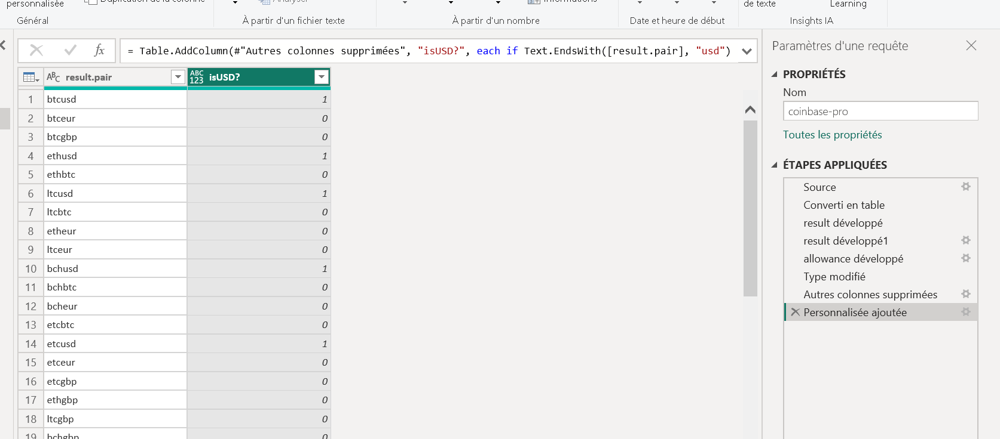 personnalisée
Duplication de la colonne
Analyser
Informations
de texte
Learning
Général
À partir d'un fichier texte
À partir d'un nombre
Date et heure de début
Insights IA
fx
= Table.AddColumn(#"Autres colonnes supprimées", "isUSD?", each if Text.EndsWith([result.pair], "usd")
ABC result.pair
ABC 123 isUSD?
1 btcusd 1
2 btceur 0
3 btcgbp 0
4 ethusd 1
5 ethbtc 0
6 ltcusd 1
7 ltcbtc 0
8 etheur 0
9 ltceur 0
10 bchusd 1
11 bchbtc 0
12 bcheur 0
13 etcbtc 0
14 etcusd 1
15 etceur 0
16 etcgbp 0
17 ethgbp 0
18 ltcgbp 0
19 bchgbp 0
Paramètres d'une requête
PROPRIÉTÉS
Nom
coinbase-pro
Toutes les propriétés
ÉTAPES APPLIQUÉES
Source
Converti en table
result développé
result développé1
allowance développé
Type modifié
Autres colonnes supprimées
Personnalisée ajoutée